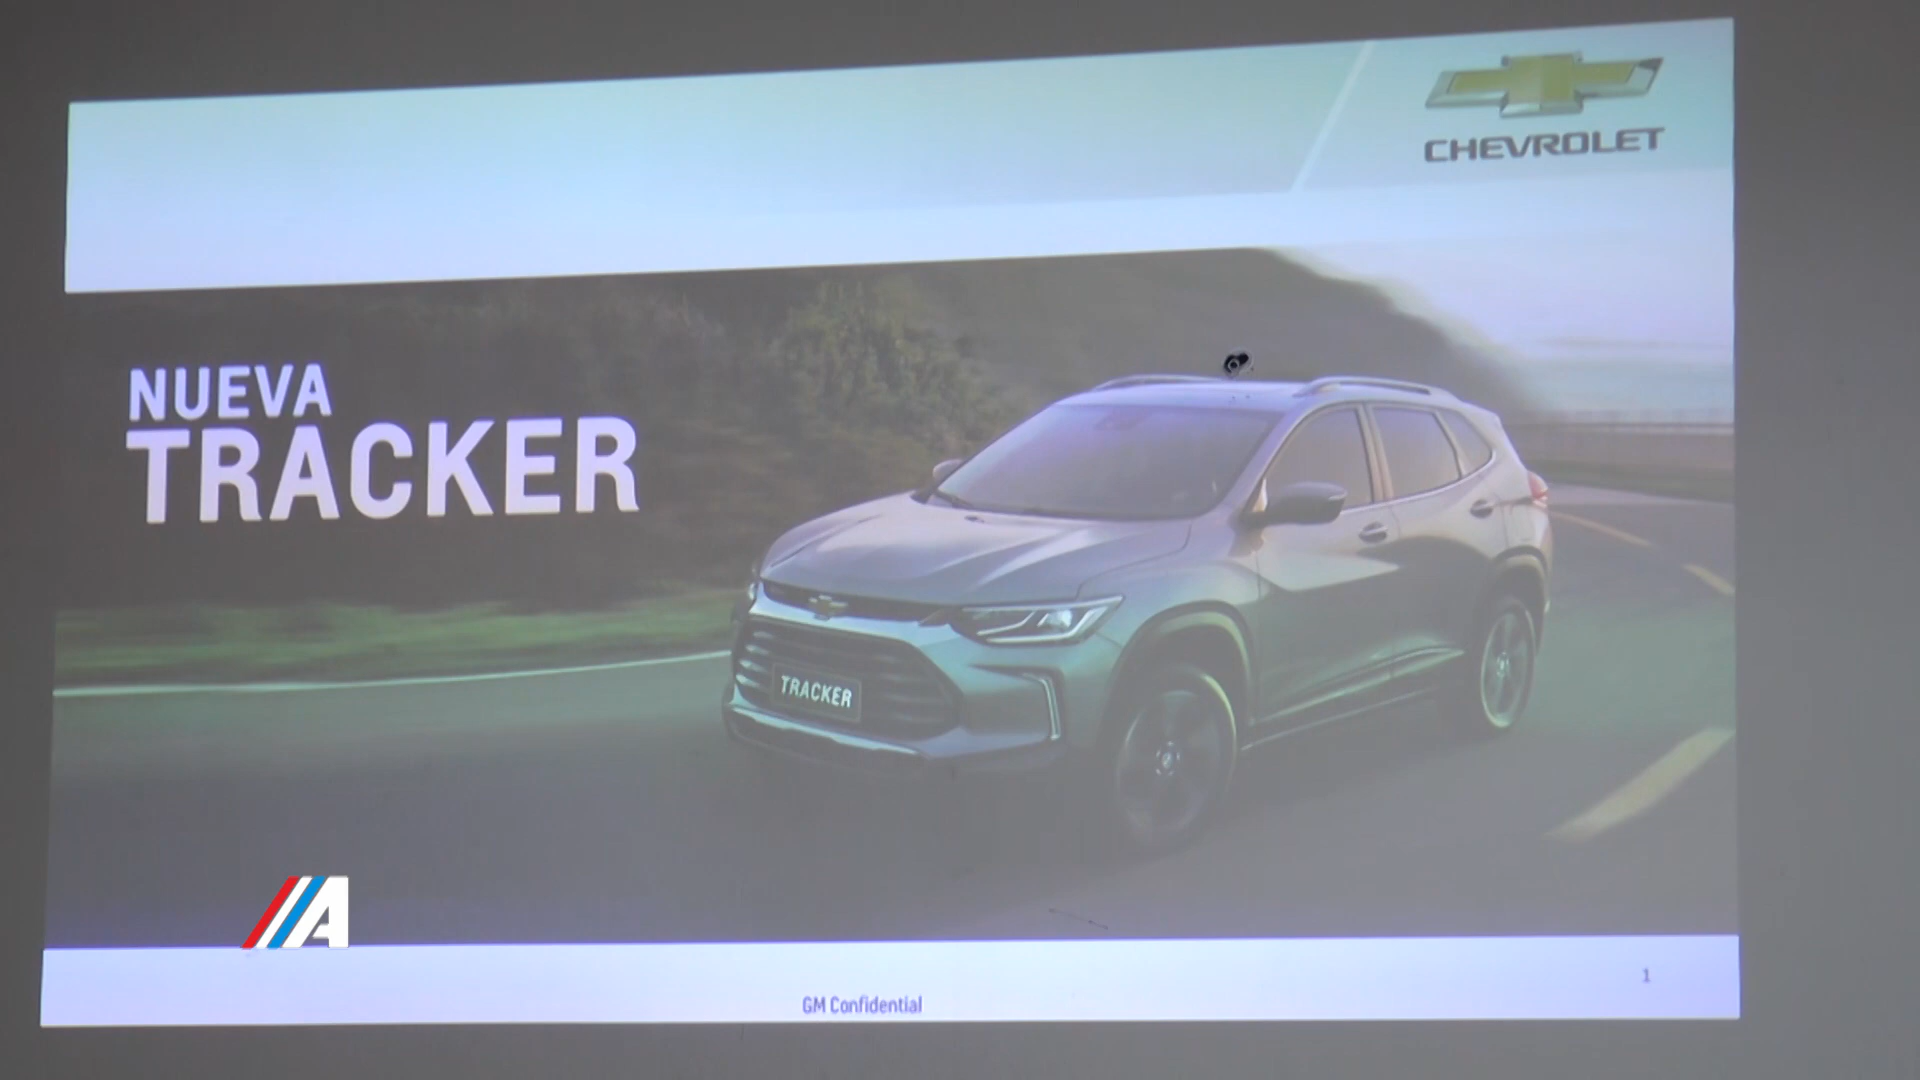 CHEVROLET
NUEVA
TRACKER
TRACKER
A
1
GM Confidential